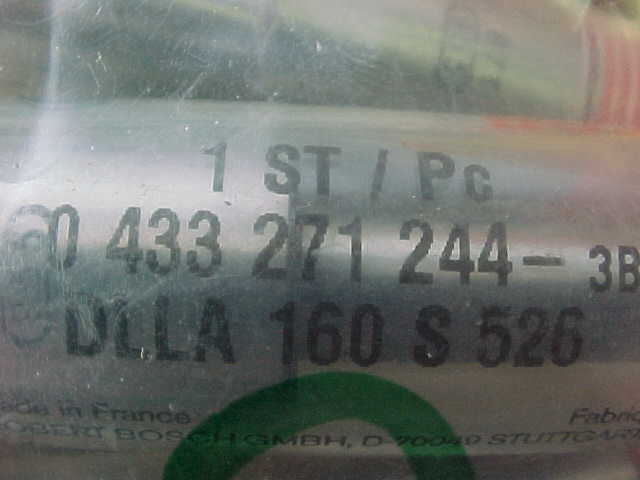 1 ST / Pc
0 433 271 244- 3B
DLLA 160 S 526
ade in France Fabric
OBERT BOSCH GMBH, D-70049 STUTTGART